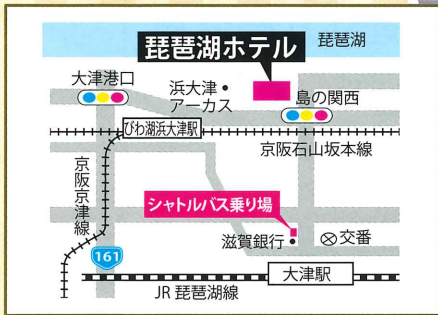 琵琶湖ホテル
琵琶湖
大津港口
浜大津・
アーカス
島の関西
びわ湖浜大津駅
京阪石山坂本線
京阪京津線
シャトルバス乗り場
滋賀銀行
交番
161
大津駅
JR 琵琶湖線